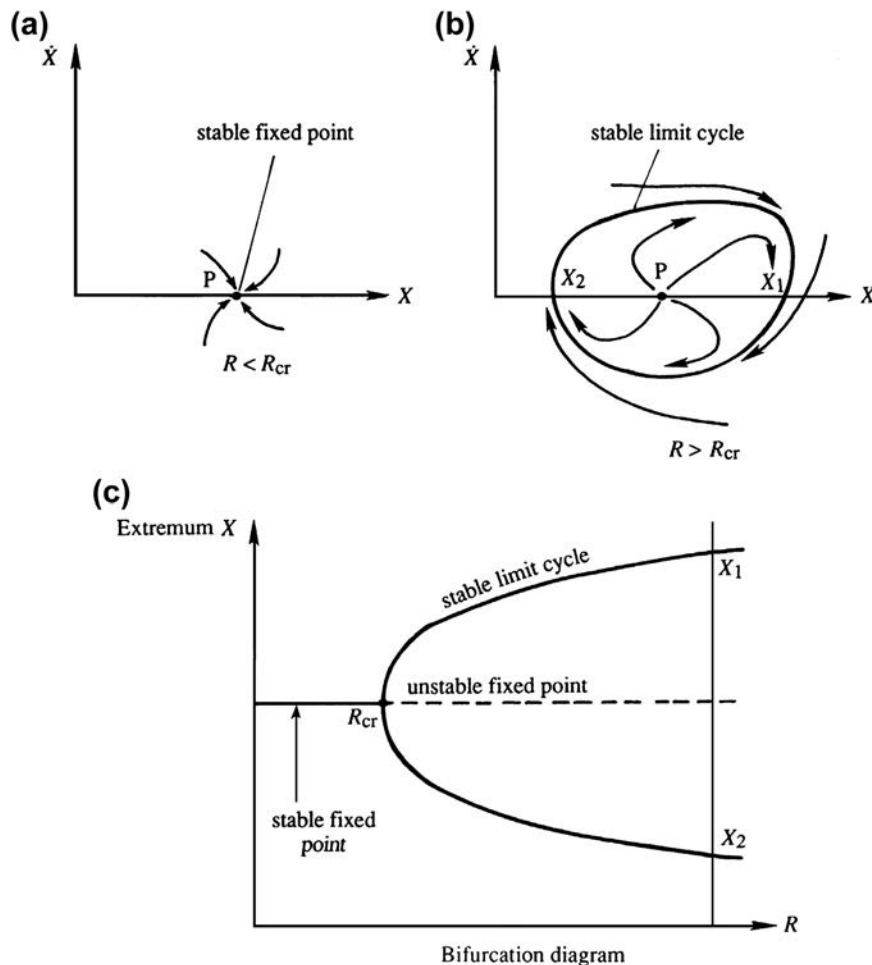 (a)
Ẋ
stable fixed point
P
X
R < Rcr
(b)
Ẋ
stable limit cycle
X2
P
X1
X
R > Rcr
(c)
Extremum X
stable limit cycle
X1
unstable fixed point
Rcr
stable fixed
point
X2
R
Bifurcation diagram